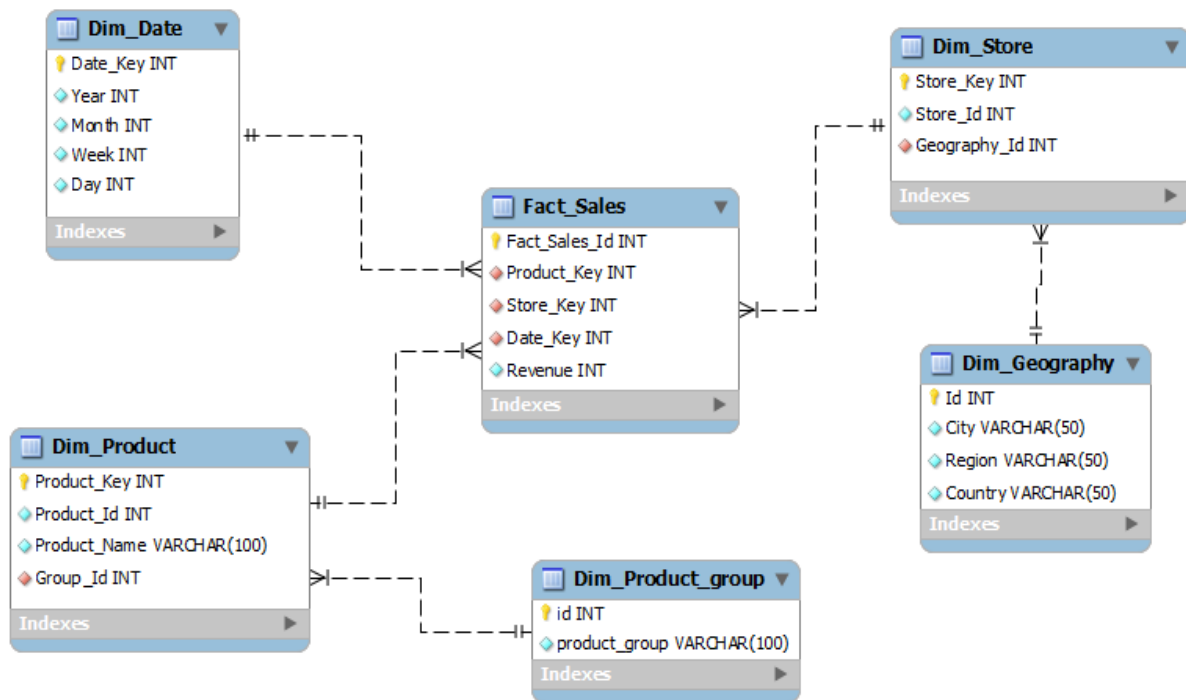 Dim_Date
Date_Key INT
Year INT
Month INT
Week INT
Day INT
Indexes
Dim_Store
Store_Key INT
Store_Id INT
Geography_Id INT
Indexes
Fact_Sales
Fact_Sales_Id INT
Product_Key INT
Store_Key INT
Date_Key INT
Revenue INT
Indexes
Dim_Geography
Id INT
City VARCHAR(50)
Region VARCHAR(50)
Country VARCHAR(50)
Indexes
Dim_Product
Product_Key INT
Product_Id INT
Product_Name VARCHAR(100)
Group_Id INT
Indexes
Dim_Product_group
id INT
product_group VARCHAR(100)
Indexes